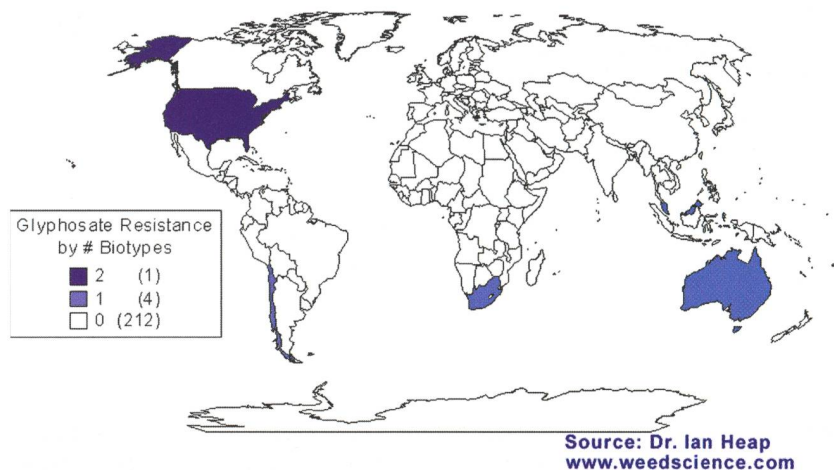 Glyphosate Resistance
by # Biotypes
2 (1)
1 (4)
0 (212)
Source: Dr. Ian Heap
www.weedscience.com